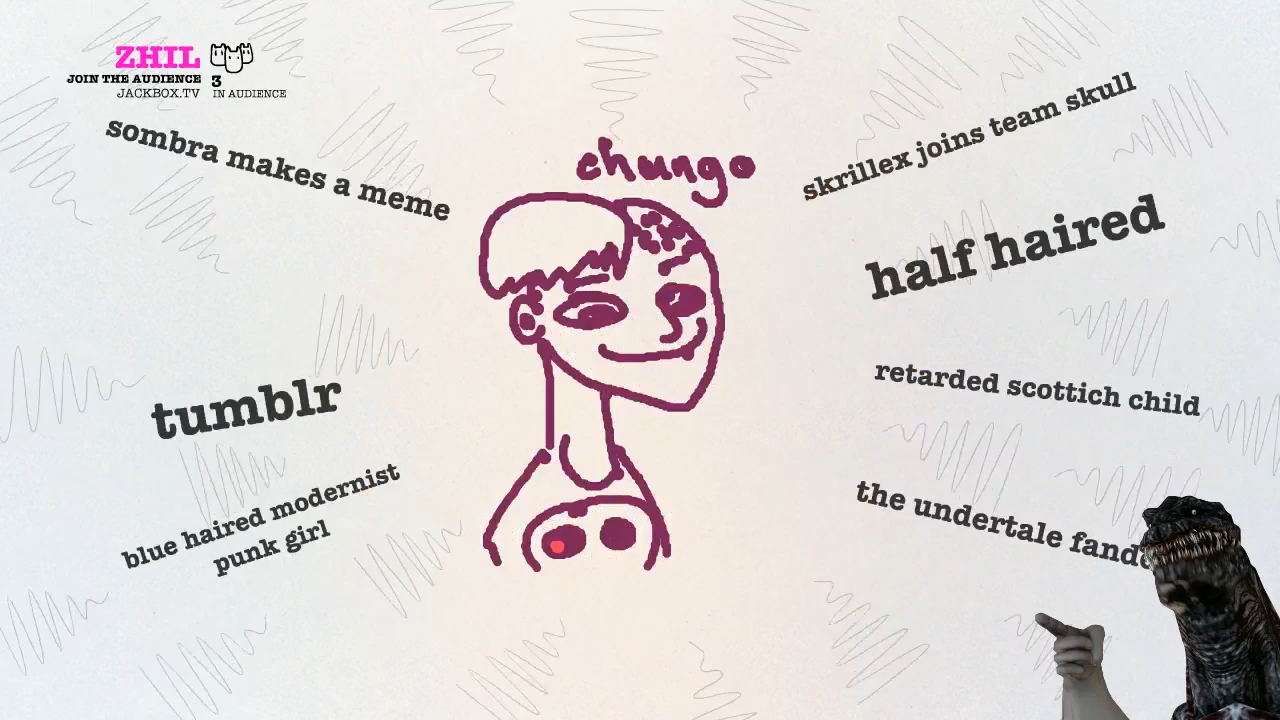 ZHIL
JOIN THE AUDIENCE 3
JACKBOX.TV IN AUDIENCE
sombra makes a meme
chungo
skrillex joins team skull
half haired
tumblr
retarded scottich child
blue haired modernist
punk girl
the undertale